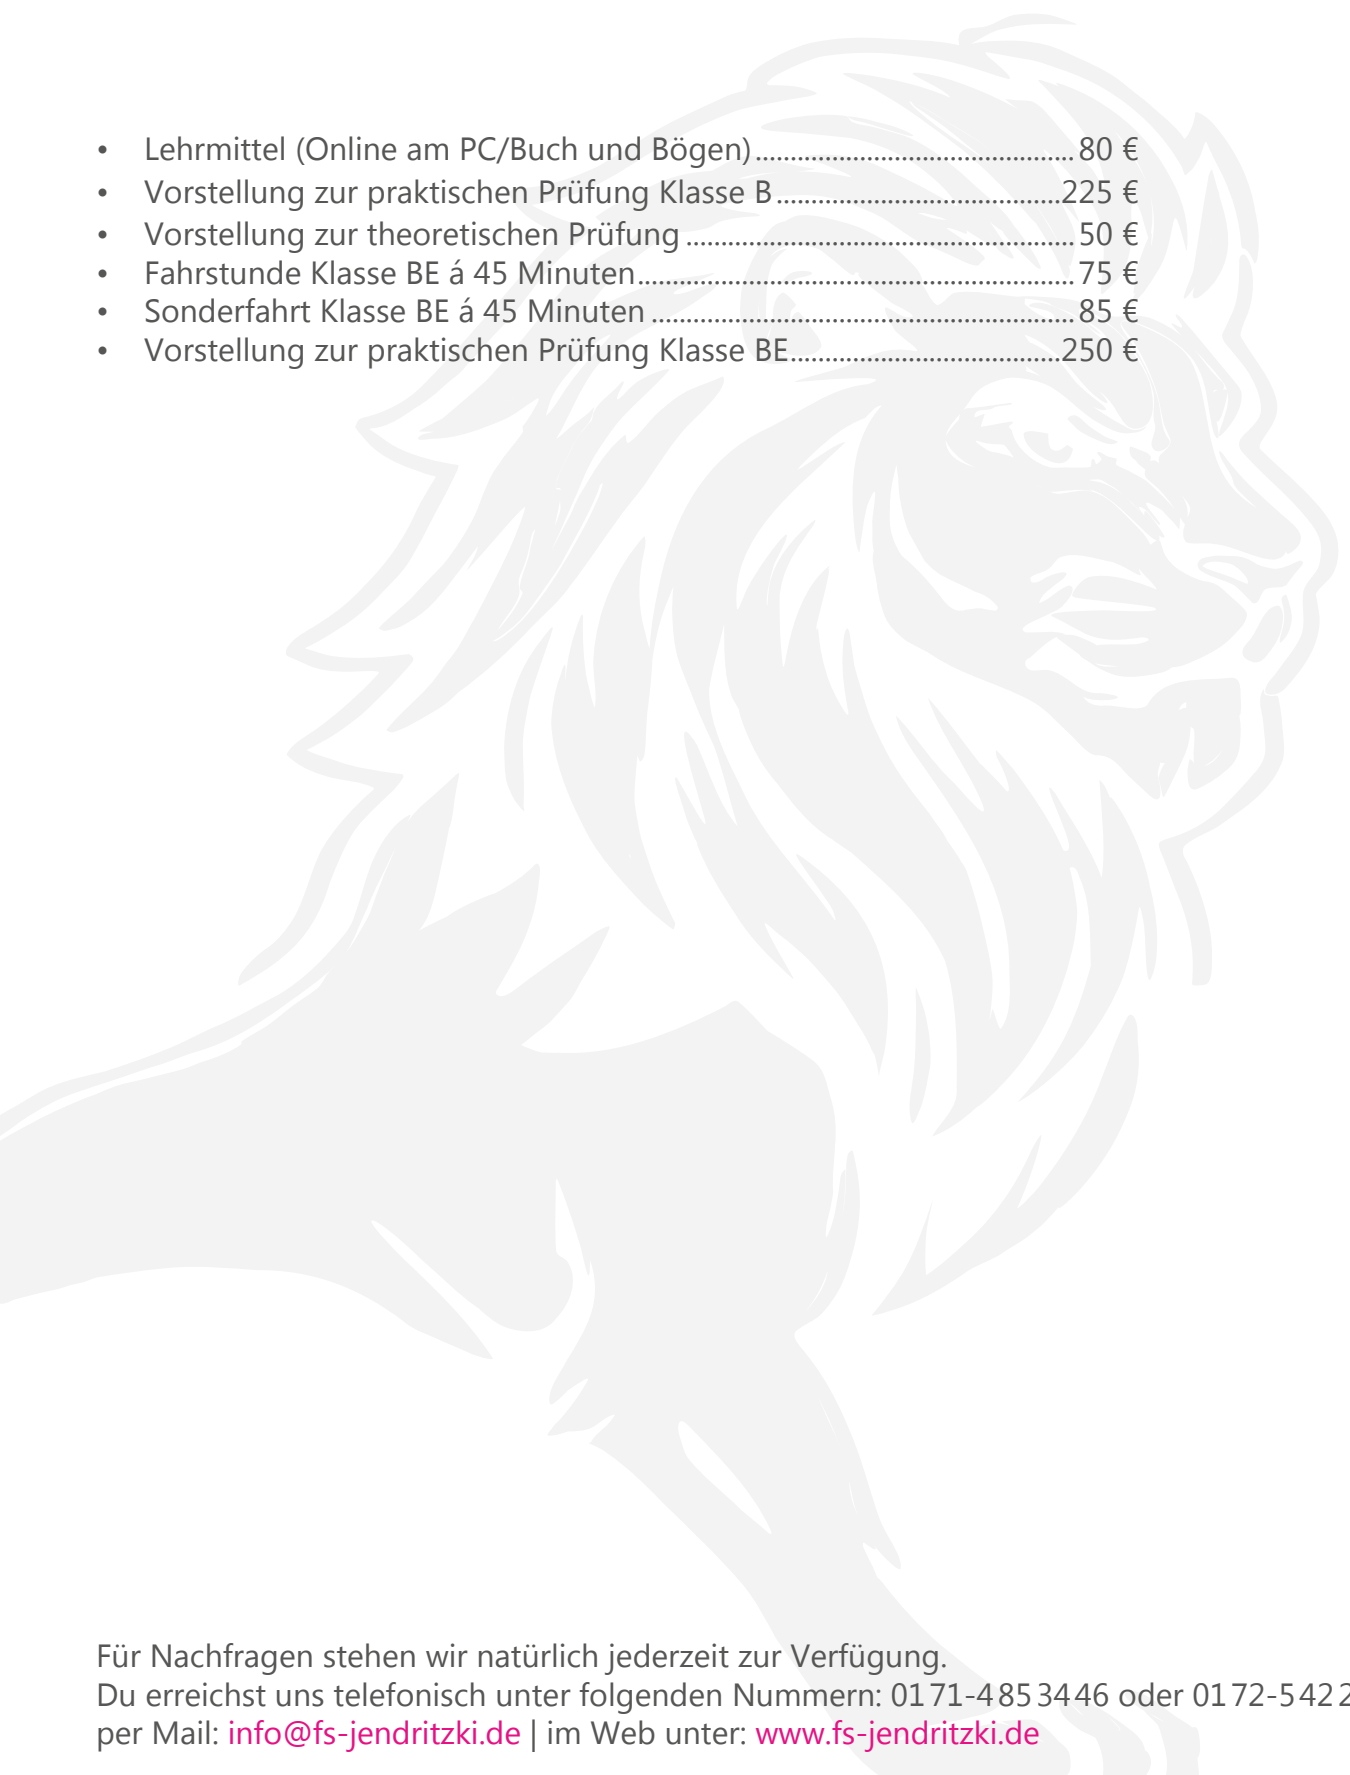 • Lehrmittel (Online am PC/Buch und Bögen) ............................................. 80 €
• Vorstellung zur praktischen Prüfung Klasse B ........................................ 225 €
• Vorstellung zur theoretischen Prüfung ....................................................... 50 €
• Fahrstunde Klasse BE á 45 Minuten .............................................................. 75 €
• Sonderfahrt Klasse BE á 45 Minuten ............................................................ 85 €
• Vorstellung zur praktischen Prüfung Klasse BE ...................................... 250 €
Für Nachfragen stehen wir natürlich jederzeit zur Verfügung.
Du erreichst uns telefonisch unter folgenden Nummern: 0171-4853446 oder 0172-5422
per Mail: info@fs-jendritzki.de | im Web unter: www.fs-jendritzki.de